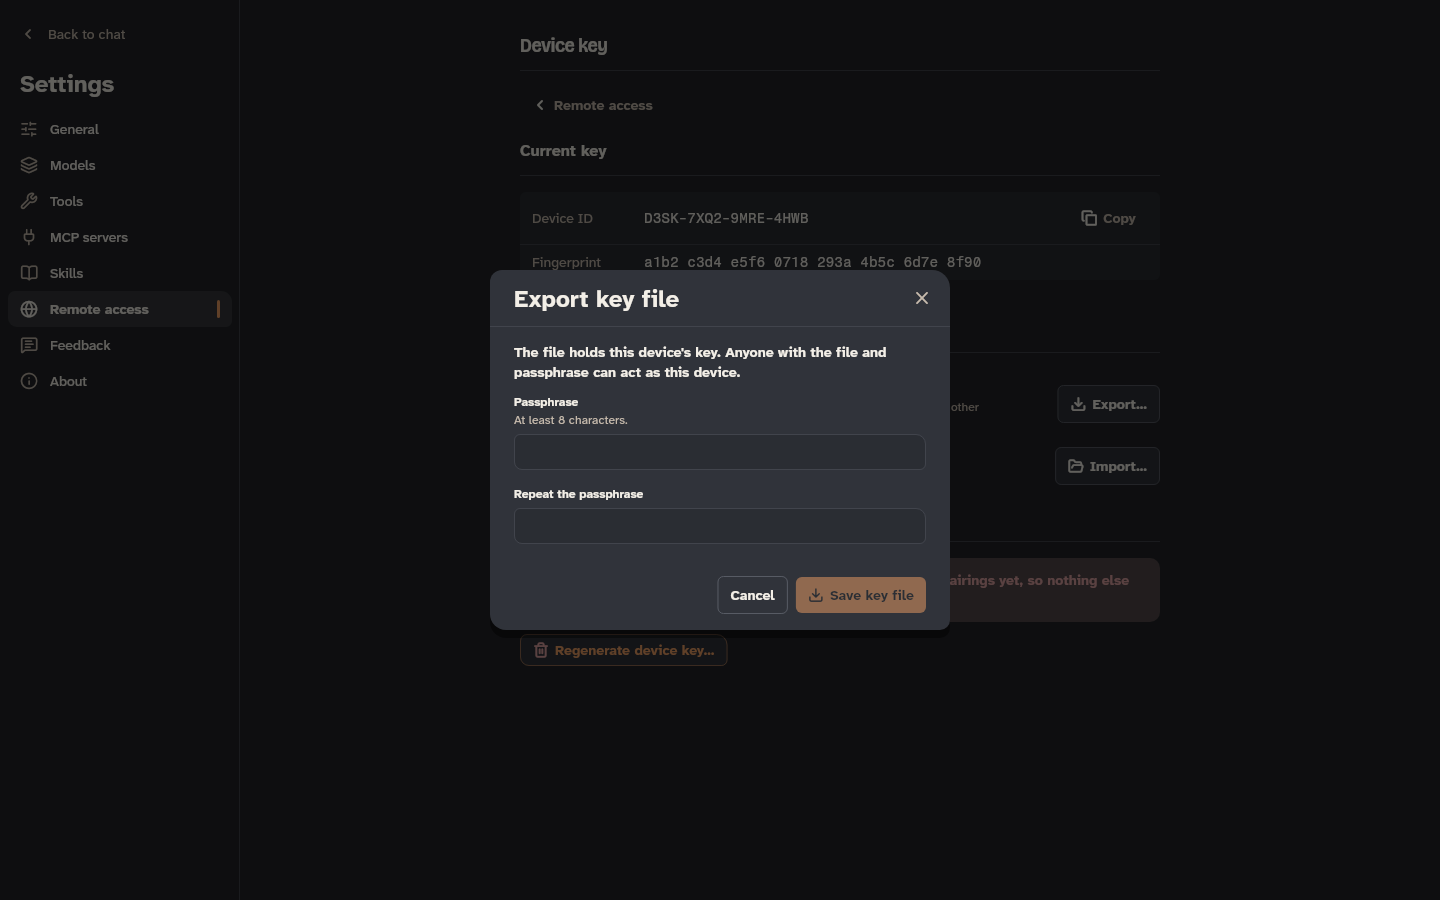 Back to chat
Settings
General
Models
Tools
MCP servers
Skills
Remote access
Feedback
About
Device key
Remote access
Current key
Device ID D3SK-7XQ2-9MRE-4HWB Copy
Fingerprint a1b2 c3d4 e5f6 0718 293a 4b5c 6d7e 8f90
Export key file
The file holds this device's key. Anyone with the file and
passphrase can act as this device.
Passphrase
At least 8 characters.
Repeat the passphrase
Cancel
Save key file
other
Export...
Import...
airings yet, so nothing else
Regenerate device key...